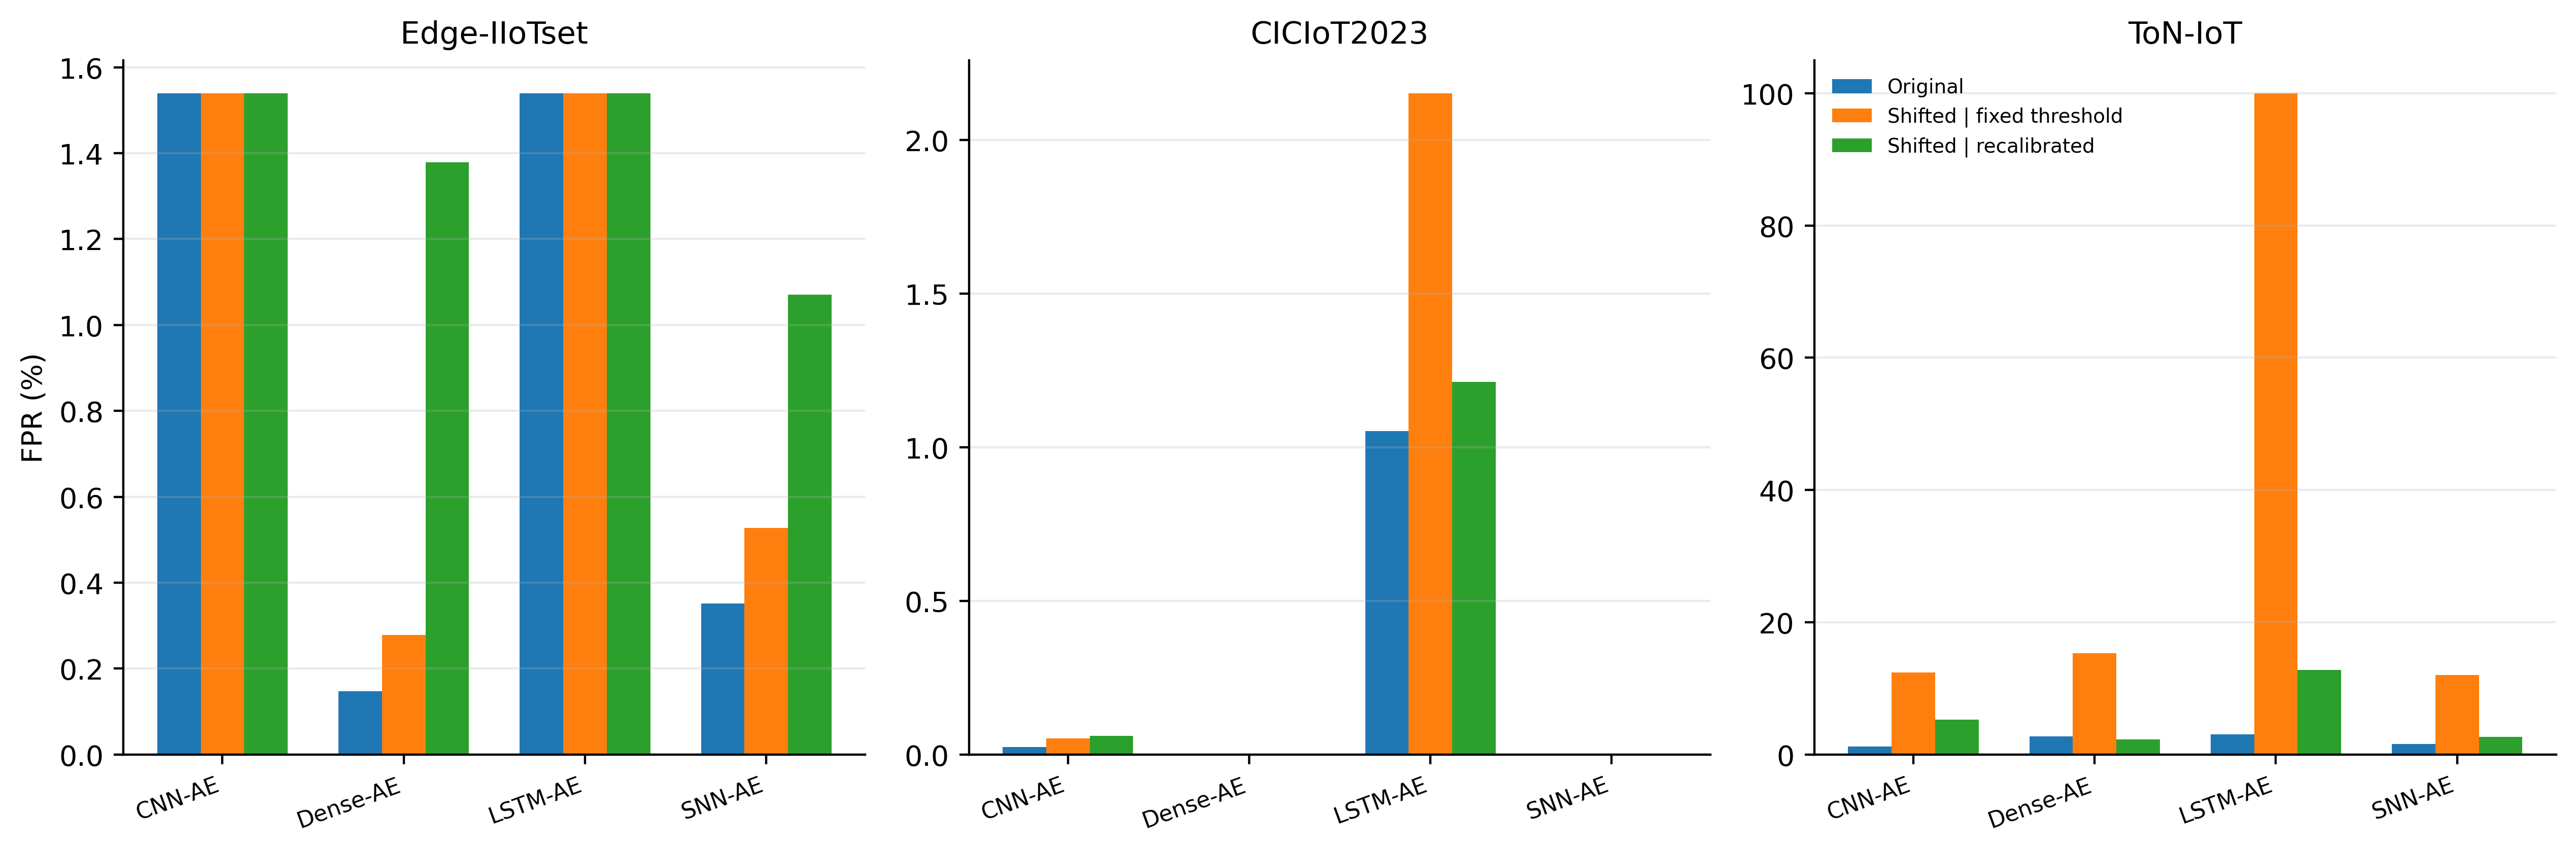 Edge-IIoTset
FPR (%)
1.6
1.4
1.2
1.0
0.8
0.6
0.4
0.2
0.0
CNN-AE
Dense-AE
LSTM-AE
SNN-AE
CICIoT2023
2.0
1.5
1.0
0.5
0.0
CNN-AE
Dense-AE
LSTM-AE
SNN-AE
ToN-IoT
Original
Shifted | fixed threshold
Shifted | recalibrated
100
80
60
40
20
0
CNN-AE
Dense-AE
LSTM-AE
SNN-AE